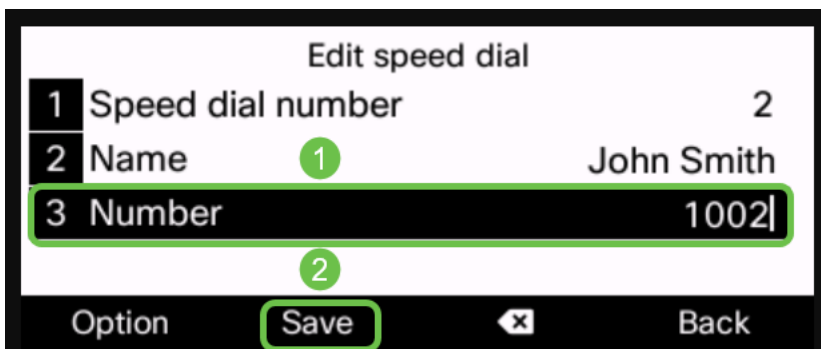 Edit speed dial
1 Speed dial number 2
2 Name 1 John Smith
3 Number 1002
2
Option Save Back